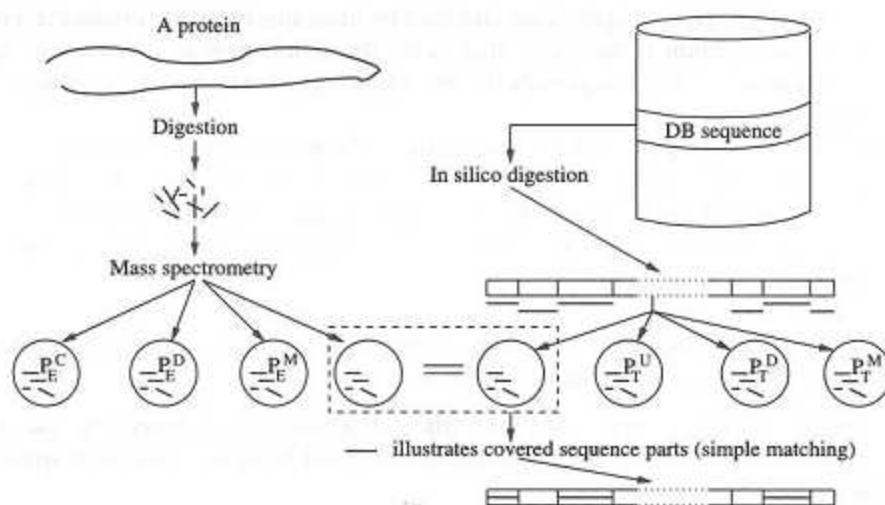 A protein
Digestion
DB sequence
In silico digestion
Mass spectrometry
P_E^C P_E^D P_E^M P_T^U P_T^D P_T^M
illustrates covered sequence parts (simple matching)